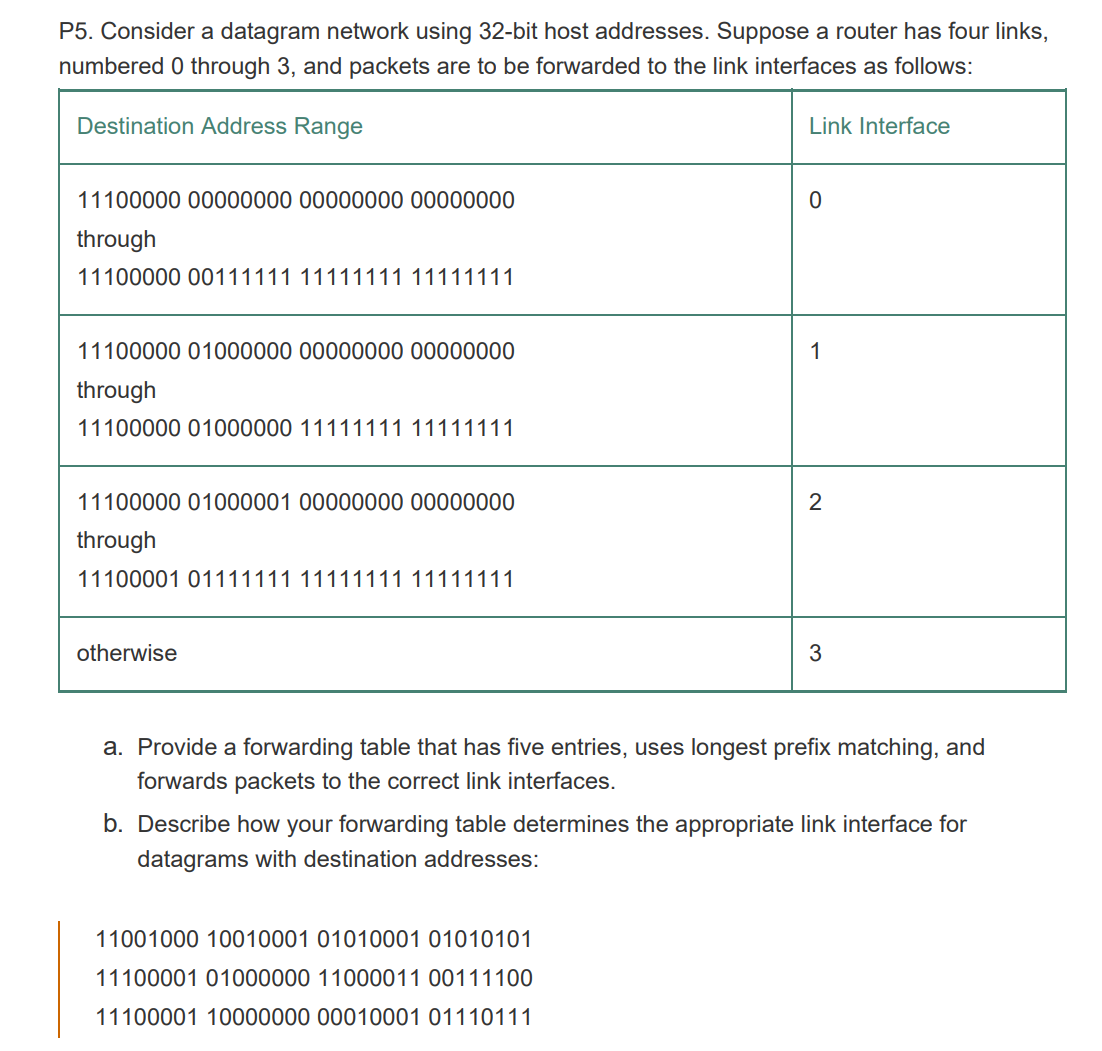 P5. Consider a datagram network using 32-bit host addresses. Suppose a router has four links,
numbered 0 through 3, and packets are to be forwarded to the link interfaces as follows:
Destination Address Range Link Interface
11100000 00000000 00000000 00000000 0
through
11100000 00111111 11111111 11111111
11100000 01000000 00000000 00000000 1
through
11100000 01000000 11111111 11111111
11100000 01000001 00000000 00000000 2
through
11100001 01111111 11111111 11111111
otherwise 3
a. Provide a forwarding table that has five entries, uses longest prefix matching, and
forwards packets to the correct link interfaces.
b. Describe how your forwarding table determines the appropriate link interface for
datagrams with destination addresses:
11001000 10010001 01010001 01010101
11100001 01000000 11000011 00111100
11100001 10000000 00010001 01110111